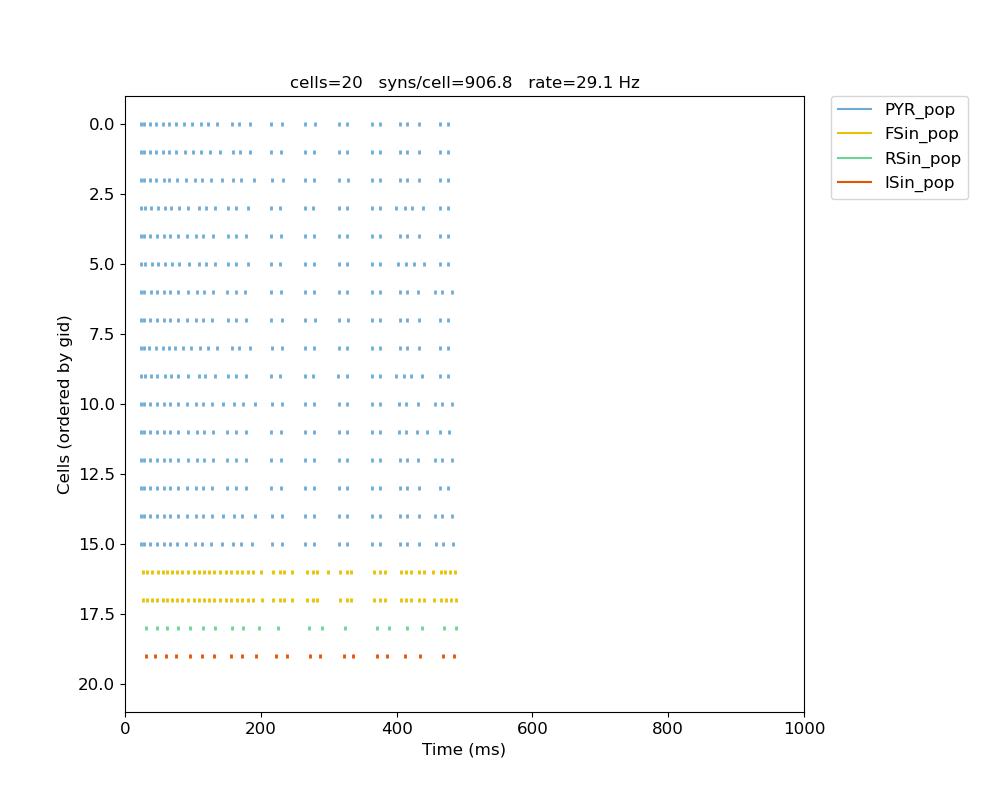 cells=20   syns/cell=906.8   rate=29.1 Hz
PYR_pop
FSin_pop
RSin_pop
ISin_pop
Cells (ordered by gid)
0.0
2.5
5.0
7.5
10.0
12.5
15.0
17.5
20.0
0
200
400
600
800
1000
Time (ms)